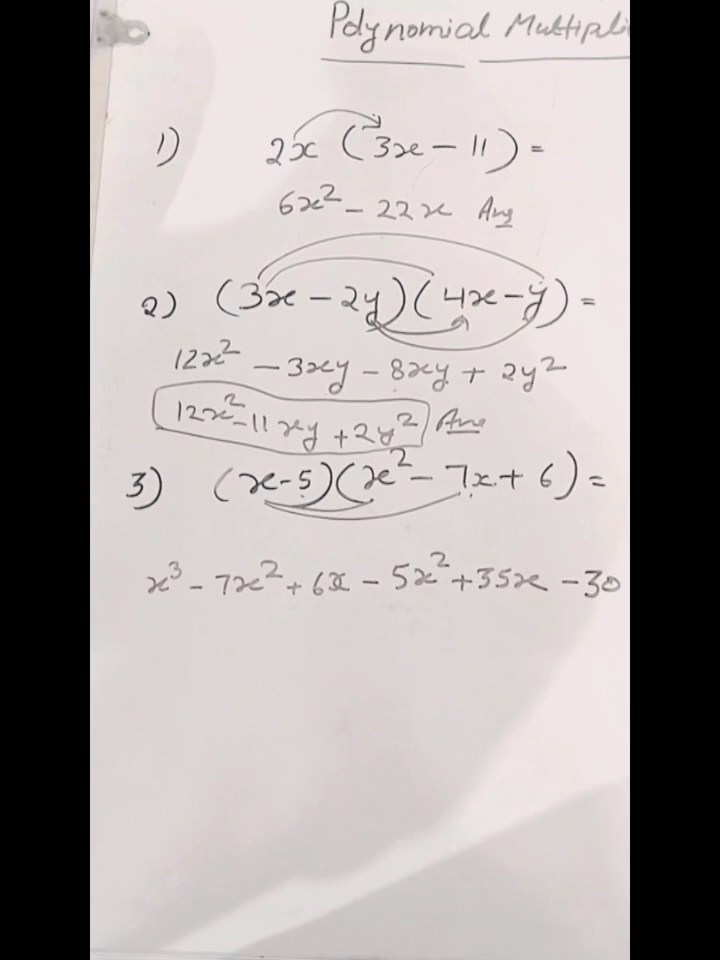 Polynomial Multipli
1) 2x (3x - 11) =
6x² - 22x Ans
2) (3x - 2y)(4x - y) =
12x² - 3xy - 8xy + 2y²
12x² - 11xy + 2y² Ans
3) (x - 5)(x² - 7x + 6) =
x³ - 7x² + 6x - 5x² + 35x - 30